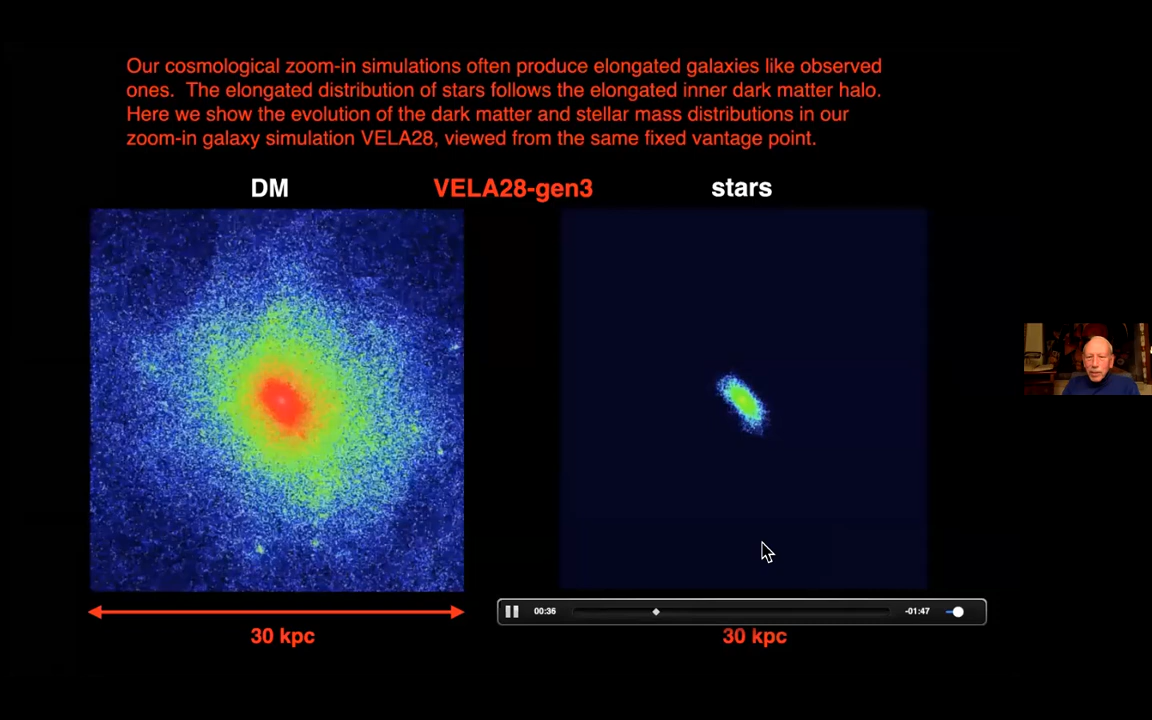 Our cosmological zoom-in simulations often produce elongated galaxies like observed
ones.  The elongated distribution of stars follows the elongated inner dark matter halo.
Here we show the evolution of the dark matter and stellar mass distributions in our
zoom-in galaxy simulation VELA28, viewed from the same fixed vantage point.
DM VELA28-gen3 stars
00:36 -01:47
30 kpc 30 kpc